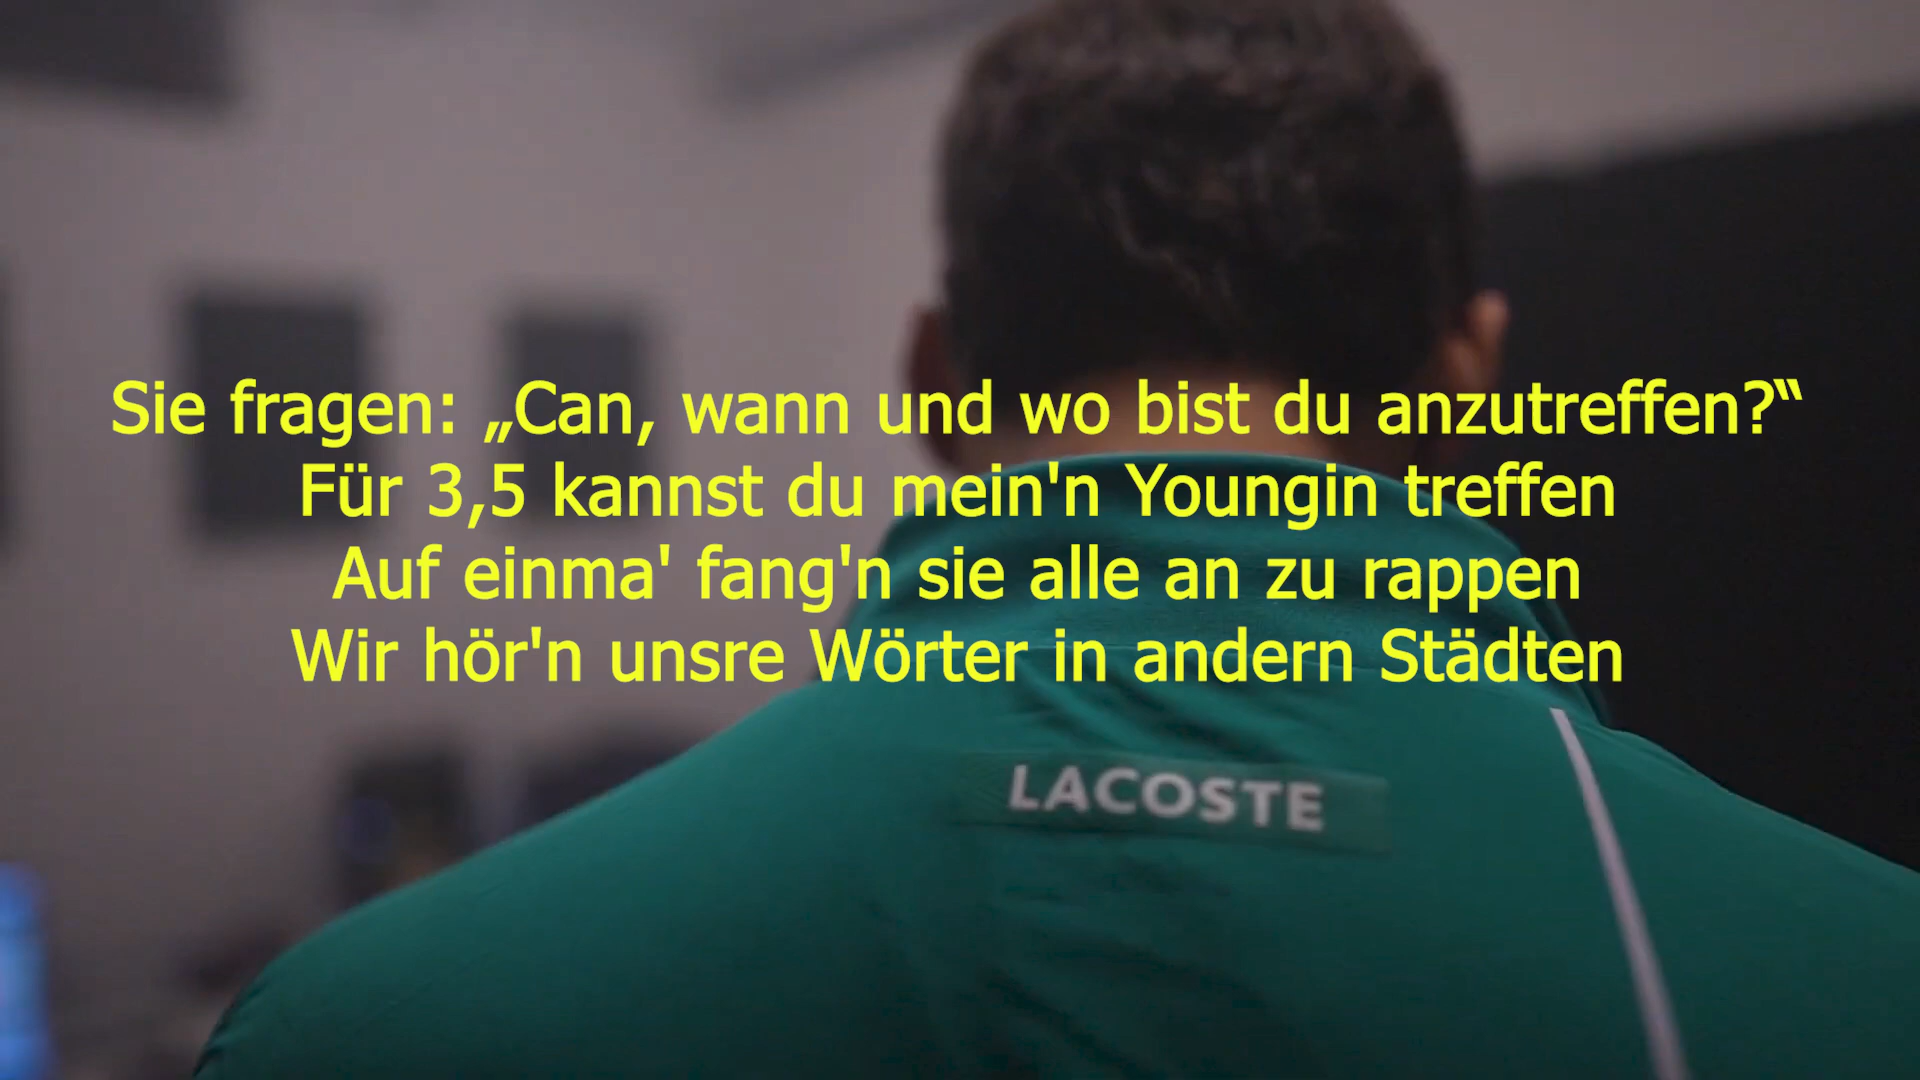 Sie fragen: „Can, wann und wo bist du anzutreffen?“
Für 3,5 kannst du mein'n Youngin treffen
Auf einma' fang'n sie alle an zu rappen
Wir hör'n unsre Wörter in andern Städten
LACOSTE